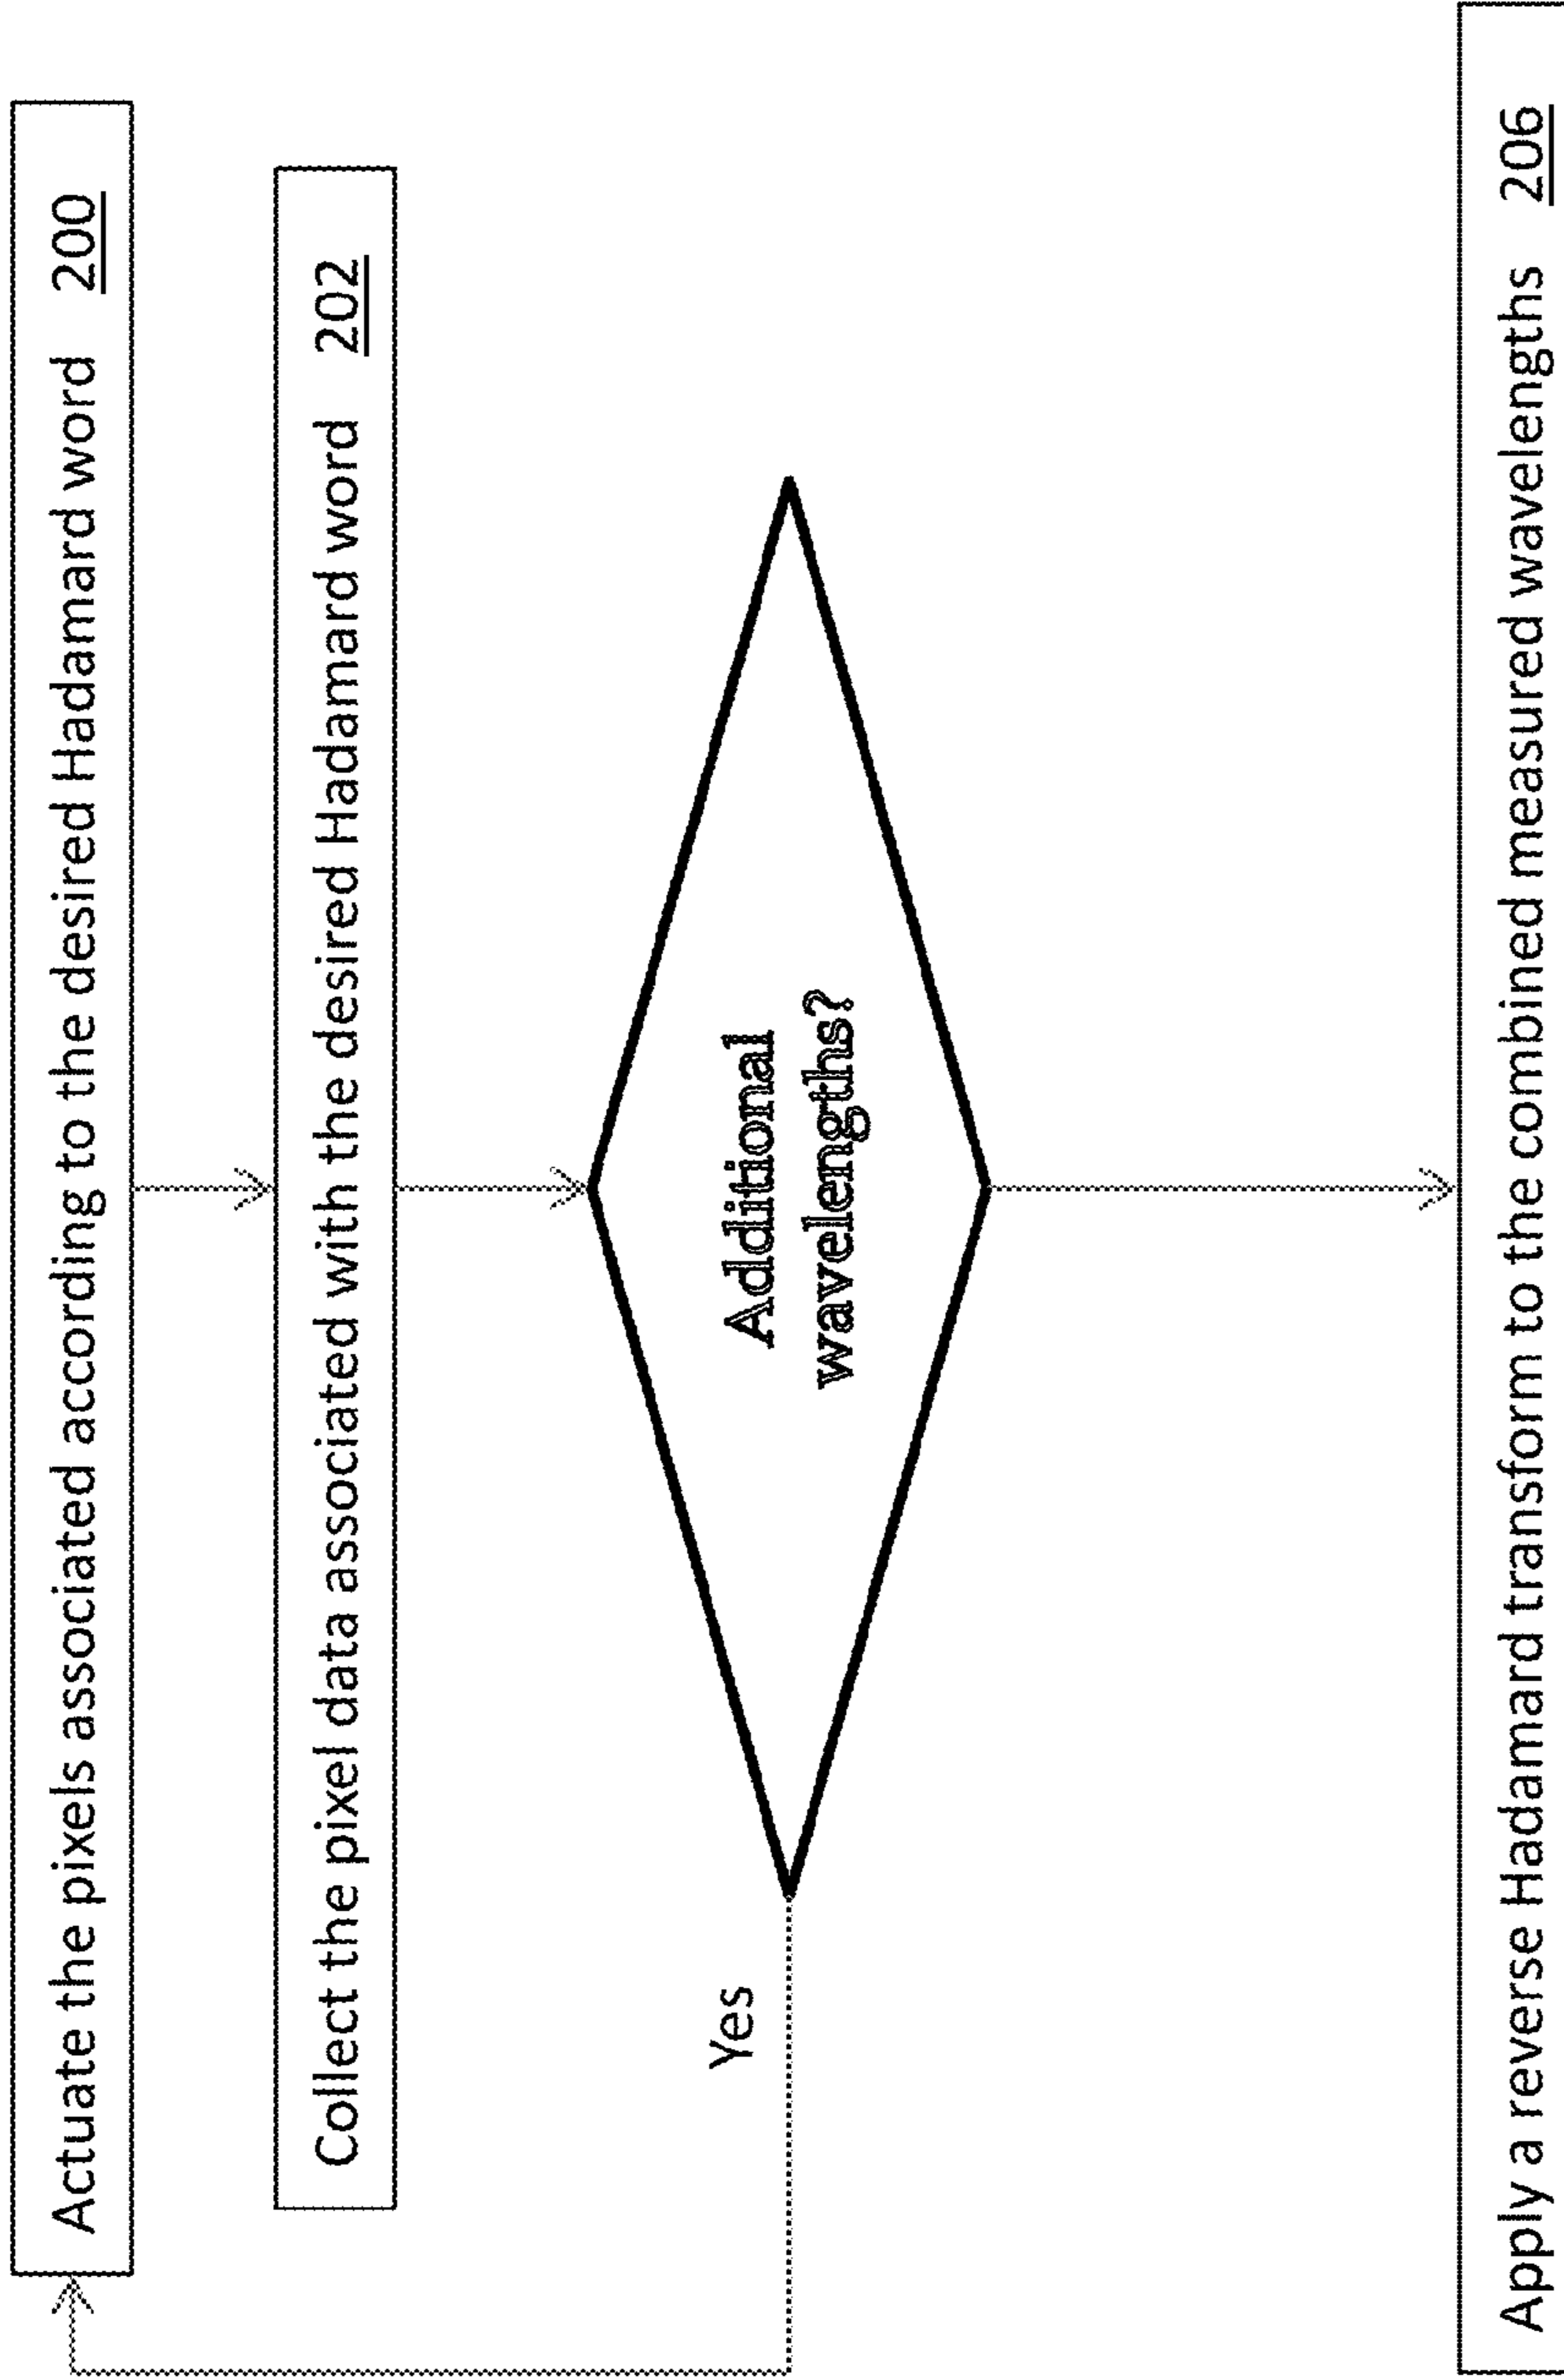 Actuate the pixels associated according to the desired Hadamard word 200
Collect the pixel data associated with the desired Hadamard word 202
Additional
wavelengths?
Yes
Apply a reverse Hadamard transform to the combined measured wavelengths 206